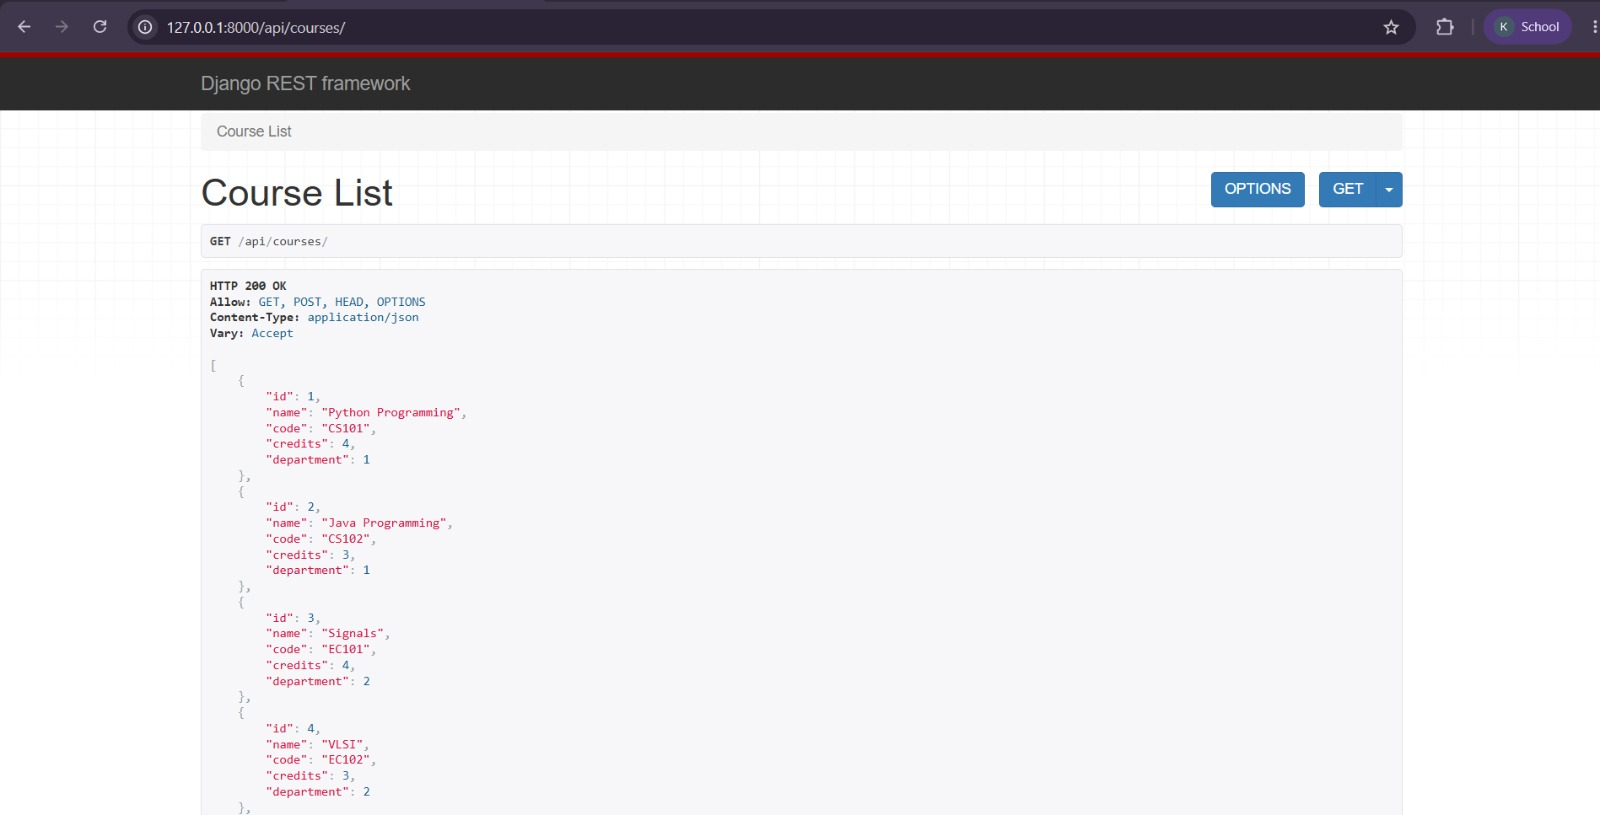 127.0.0.1:8000/api/courses/
K School
Django REST framework
Course List
Course List
OPTIONS GET
GET /api/courses/
HTTP 200 OK
Allow: GET, POST, HEAD, OPTIONS
Content-Type: application/json
Vary: Accept
[
{
"id": 1,
"name": "Python Programming",
"code": "CS101",
"credits": 4,
"department": 1
},
{
"id": 2,
"name": "Java Programming",
"code": "CS102",
"credits": 3,
"department": 1
},
{
"id": 3,
"name": "Signals",
"code": "EC101",
"credits": 4,
"department": 2
},
{
"id": 4,
"name": "VLSI",
"code": "EC102",
"credits": 3,
"department": 2
},